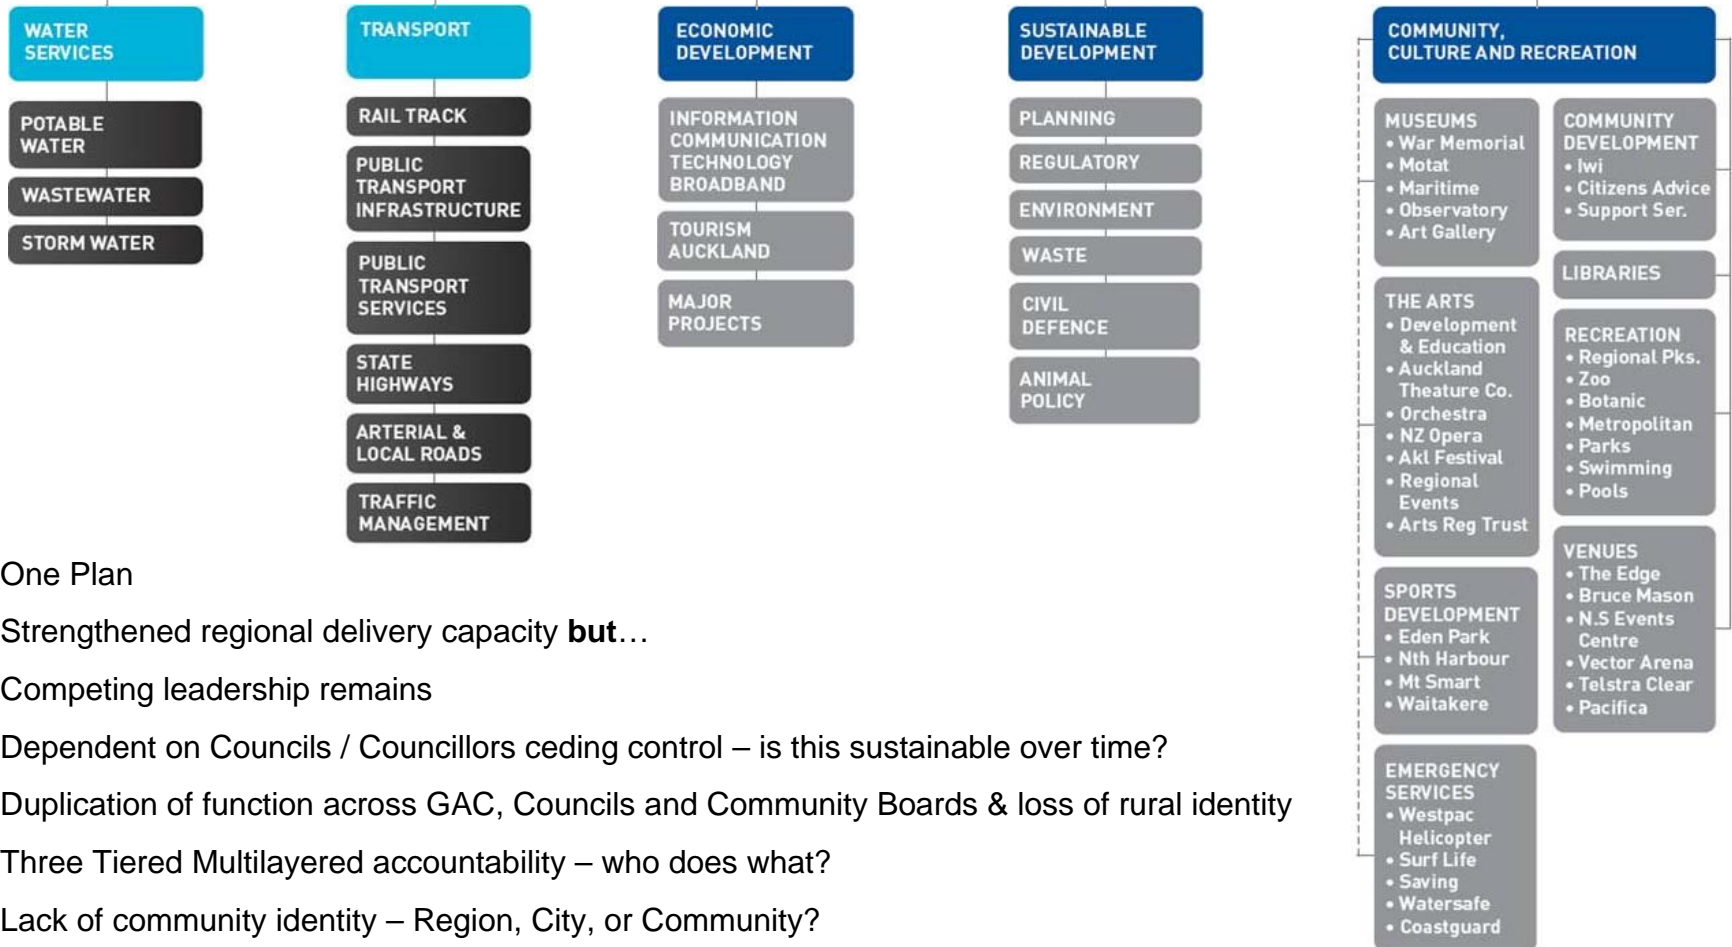 WATER
SERVICES
POTABLE
WATER
WASTEWATER
STORM WATER
TRANSPORT
RAIL TRACK
PUBLIC
TRANSPORT
INFRASTRUCTURE
PUBLIC
TRANSPORT
SERVICES
STATE
HIGHWAYS
ARTERIAL &
LOCAL ROADS
TRAFFIC
MANAGEMENT
ECONOMIC
DEVELOPMENT
INFORMATION
COMMUNICATION
TECHNOLOGY
BROADBAND
TOURISM
AUCKLAND
MAJOR
PROJECTS
SUSTAINABLE
DEVELOPMENT
PLANNING
REGULATORY
ENVIRONMENT
WASTE
CIVIL
DEFENCE
ANIMAL
POLICY
COMMUNITY,
CULTURE AND RECREATION
MUSEUMS
• War Memorial
• Motat
• Maritime
• Observatory
• Art Gallery
THE ARTS
• Development
& Education
• Auckland
Theature Co.
• Orchestra
• NZ Opera
• Akl Festival
• Regional
Events
• Arts Reg Trust
SPORTS
DEVELOPMENT
• Eden Park
• Nth Harbour
• Mt Smart
• Waitakere
EMERGENCY
SERVICES
• Westpac
Helicopter
• Surf Life
• Saving
• Watersafe
• Coastguard
COMMUNITY
DEVELOPMENT
• Iwi
• Citizens Advice
• Support Ser.
LIBRARIES
RECREATION
• Regional Pks.
• Zoo
• Botanic
• Metropolitan
• Parks
• Swimming
• Pools
VENUES
• The Edge
• Bruce Mason
• N.S Events
Centre
• Vector Arena
• Telstra Clear
• Pacifica
One Plan
Strengthened regional delivery capacity but…
Competing leadership remains
Dependent on Councils / Councillors ceding control – is this sustainable over time?
Duplication of function across GAC, Councils and Community Boards & loss of rural identity
Three Tiered Multilayered accountability – who does what?
Lack of community identity – Region, City, or Community?